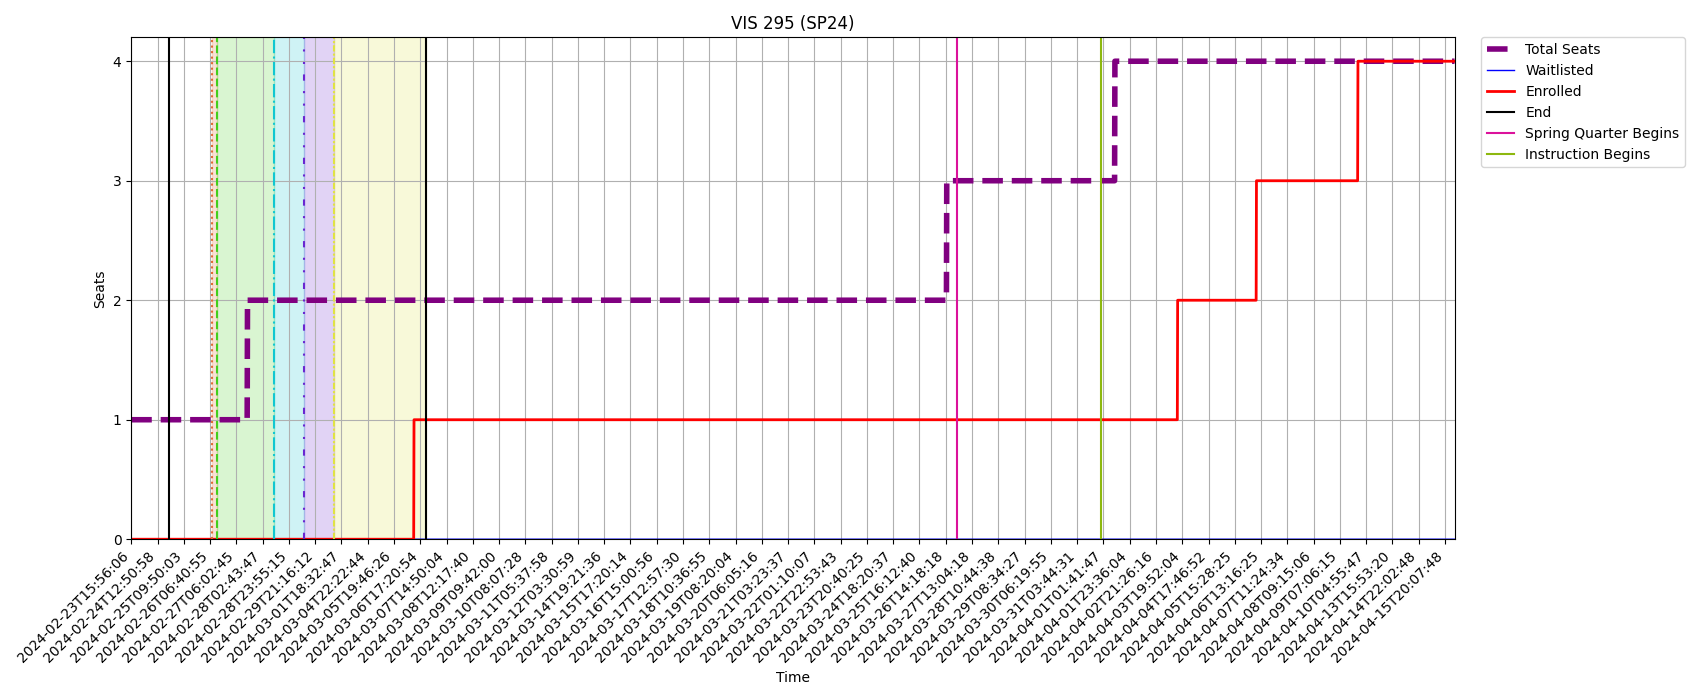 VIS 295 (SP24)
Total Seats
Waitlisted
Enrolled
End
Spring Quarter Begins
Instruction Begins
Seats
4
3
2
1
0
2024-02-23T15:56:06
2024-02-24T12:50:58
2024-02-25T09:50:03
2024-02-26T06:40:55
2024-02-27T06:02:45
2024-02-28T02:43:47
2024-02-28T23:55:15
2024-02-29T21:16:12
2024-03-01T18:32:47
2024-03-04T22:22:44
2024-03-05T19:46:26
2024-03-06T17:20:54
2024-03-07T14:50:04
2024-03-08T12:17:40
2024-03-09T09:42:00
2024-03-10T08:07:28
2024-03-11T05:37:58
2024-03-12T03:30:59
2024-03-14T19:21:36
2024-03-15T17:20:14
2024-03-16T15:00:56
2024-03-17T12:57:30
2024-03-18T10:36:55
2024-03-19T08:20:04
2024-03-20T06:05:16
2024-03-21T03:23:37
2024-03-22T01:10:07
2024-03-22T22:53:43
2024-03-23T20:40:25
2024-03-24T18:20:37
2024-03-25T16:12:40
2024-03-26T14:18:18
2024-03-27T13:04:18
2024-03-28T10:44:38
2024-03-29T08:34:27
2024-03-30T06:19:55
2024-03-31T03:44:31
2024-04-01T01:41:47
2024-04-01T23:36:04
2024-04-02T21:26:16
2024-04-03T19:52:04
2024-04-04T17:46:52
2024-04-05T15:28:25
2024-04-06T13:16:25
2024-04-07T11:24:34
2024-04-08T09:15:06
2024-04-09T07:06:15
2024-04-10T04:55:47
2024-04-13T15:53:20
2024-04-14T22:02:48
2024-04-15T20:07:48
Time